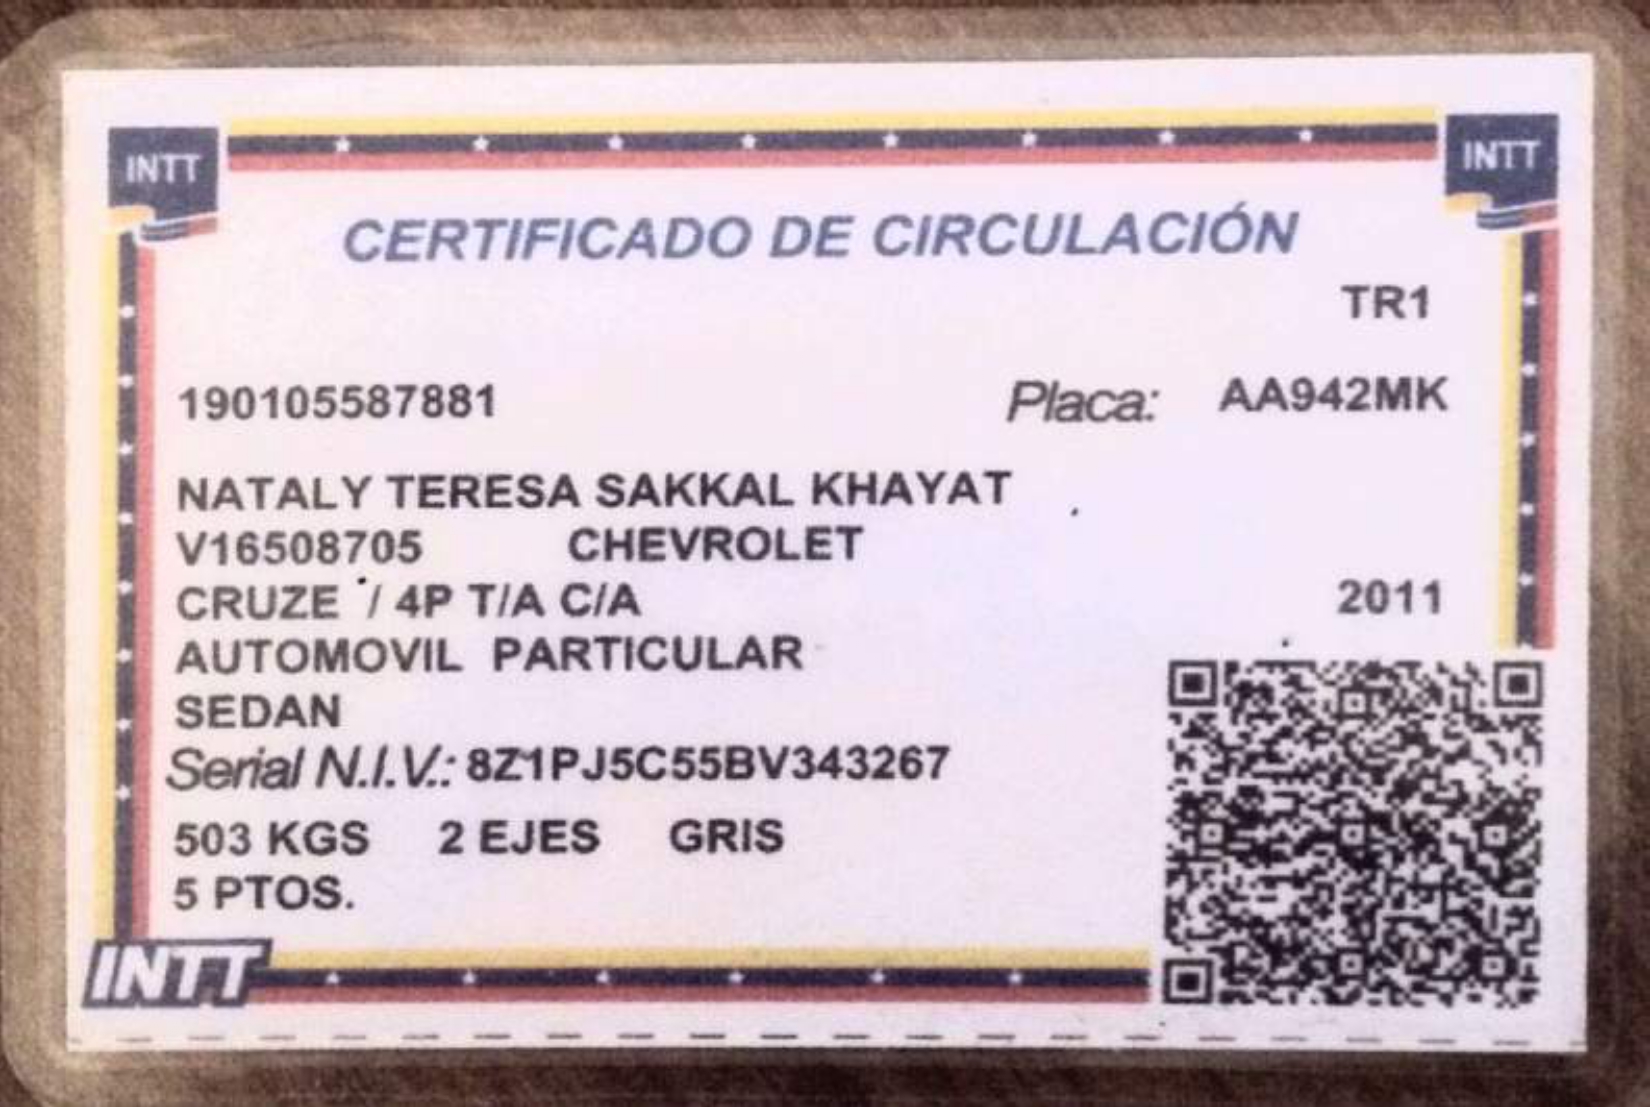 INTT
INTT
CERTIFICADO DE CIRCULACIÓN
TR1
190105587881 Placa: AA942MK
NATALY TERESA SAKKAL KHAYAT
V16508705 CHEVROLET
CRUZE / 4P T/A C/A 2011
AUTOMOVIL PARTICULAR
SEDAN
Serial N.I.V.: 8Z1PJ5C55BV343267
503 KGS 2 EJES GRIS
5 PTOS.
INTT